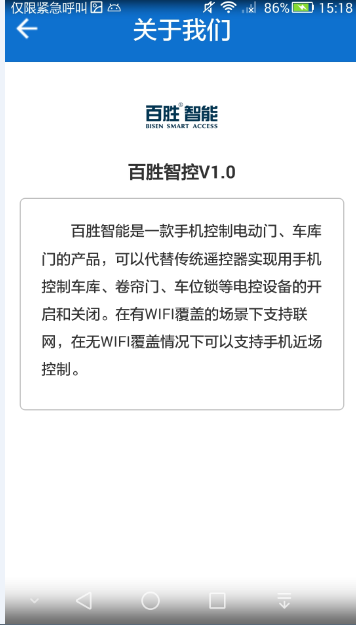 仅限紧急呼叫 86% 15:18
关于我们
百胜®智能
BISEN SMART ACCESS
百胜智控V1.0
百胜智能是一款手机控制电动门、车库
门的产品，可以代替传统遥控器实现用手机
控制车库、卷帘门、车位锁等电控设备的开
启和关闭。在有WIFI覆盖的场景下支持联
网，在无WIFI覆盖情况下可以支持手机近场
控制。